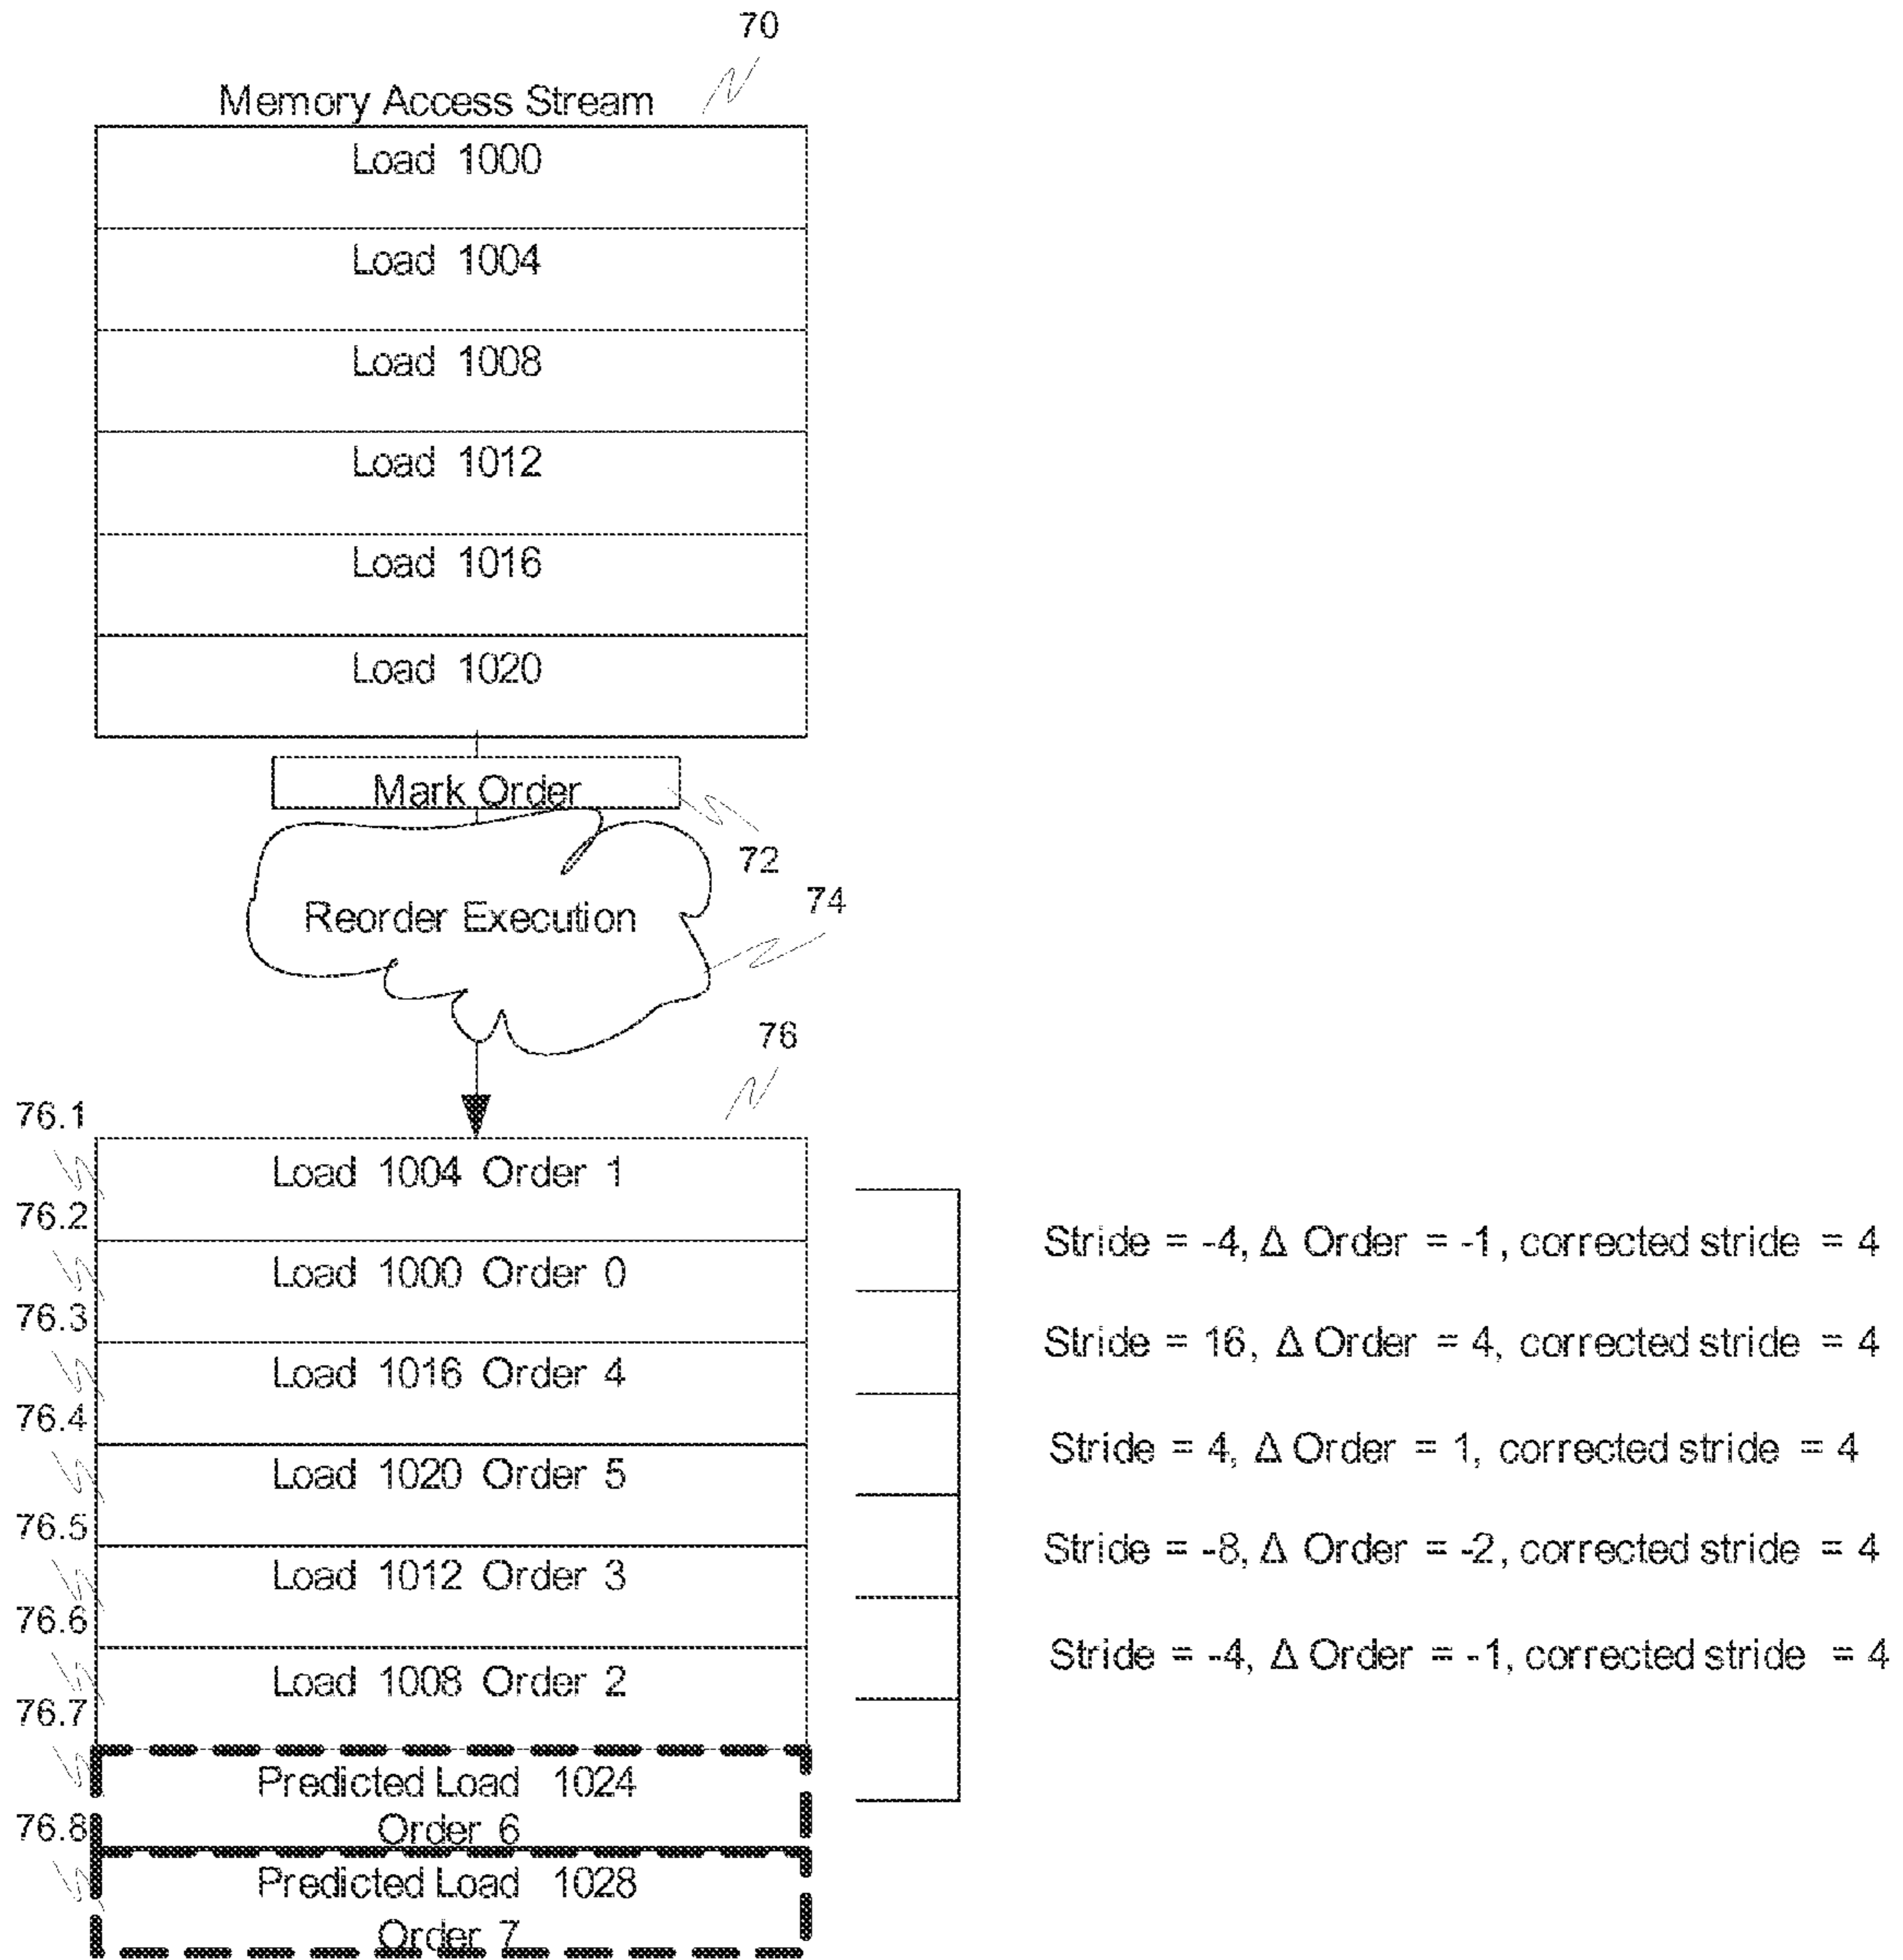 70
Memory Access Stream
Load 1000
Load 1004
Load 1008
Load 1012
Load 1016
Load 1020
Mark Order
72
Reorder Execution
74
76
76.1
Load 1004 Order 1
76.2
Stride = -4, Δ Order = -1, corrected stride = 4
Load 1000 Order 0
76.3
Stride = 16, Δ Order = 4, corrected stride = 4
Load 1016 Order 4
76.4
Stride = 4, Δ Order = 1, corrected stride = 4
Load 1020 Order 5
76.5
Stride = -8, Δ Order = -2, corrected stride = 4
Load 1012 Order 3
76.6
Stride = -4, Δ Order = -1, corrected stride = 4
Load 1008 Order 2
76.7
Predicted Load 1024
Order 6
76.8
Predicted Load 1028
Order 7